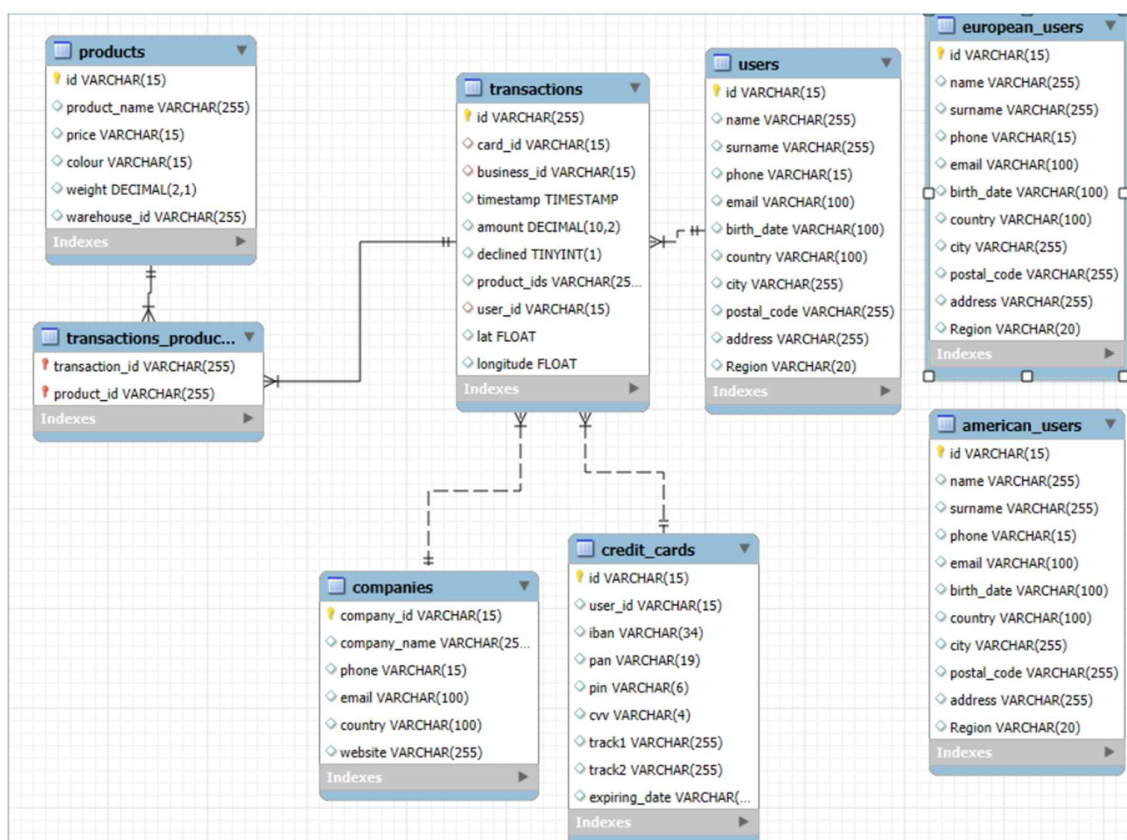 products
id VARCHAR(15)
product_name VARCHAR(255)
price VARCHAR(15)
colour VARCHAR(15)
weight DECIMAL(2,1)
warehouse_id VARCHAR(255)
Indexes
transactions_produc...
transaction_id VARCHAR(255)
product_id VARCHAR(255)
Indexes
transactions
id VARCHAR(255)
card_id VARCHAR(15)
business_id VARCHAR(15)
timestamp TIMESTAMP
amount DECIMAL(10,2)
declined TINYINT(1)
product_ids VARCHAR(25...
user_id VARCHAR(15)
lat FLOAT
longitude FLOAT
Indexes
users
id VARCHAR(15)
name VARCHAR(255)
surname VARCHAR(255)
phone VARCHAR(15)
email VARCHAR(100)
birth_date VARCHAR(100)
country VARCHAR(100)
city VARCHAR(255)
postal_code VARCHAR(255)
address VARCHAR(255)
Region VARCHAR(20)
Indexes
european_users
id VARCHAR(15)
name VARCHAR(255)
surname VARCHAR(255)
phone VARCHAR(15)
email VARCHAR(100)
birth_date VARCHAR(100)
country VARCHAR(100)
city VARCHAR(255)
postal_code VARCHAR(255)
address VARCHAR(255)
Region VARCHAR(20)
Indexes
american_users
id VARCHAR(15)
name VARCHAR(255)
surname VARCHAR(255)
phone VARCHAR(15)
email VARCHAR(100)
birth_date VARCHAR(100)
country VARCHAR(100)
city VARCHAR(255)
postal_code VARCHAR(255)
address VARCHAR(255)
Region VARCHAR(20)
Indexes
companies
company_id VARCHAR(15)
company_name VARCHAR(25...
phone VARCHAR(15)
email VARCHAR(100)
country VARCHAR(100)
website VARCHAR(255)
Indexes
credit_cards
id VARCHAR(15)
user_id VARCHAR(15)
iban VARCHAR(34)
pan VARCHAR(19)
pin VARCHAR(6)
cvv VARCHAR(4)
track1 VARCHAR(255)
track2 VARCHAR(255)
expiring_date VARCHAR(...
Indexes